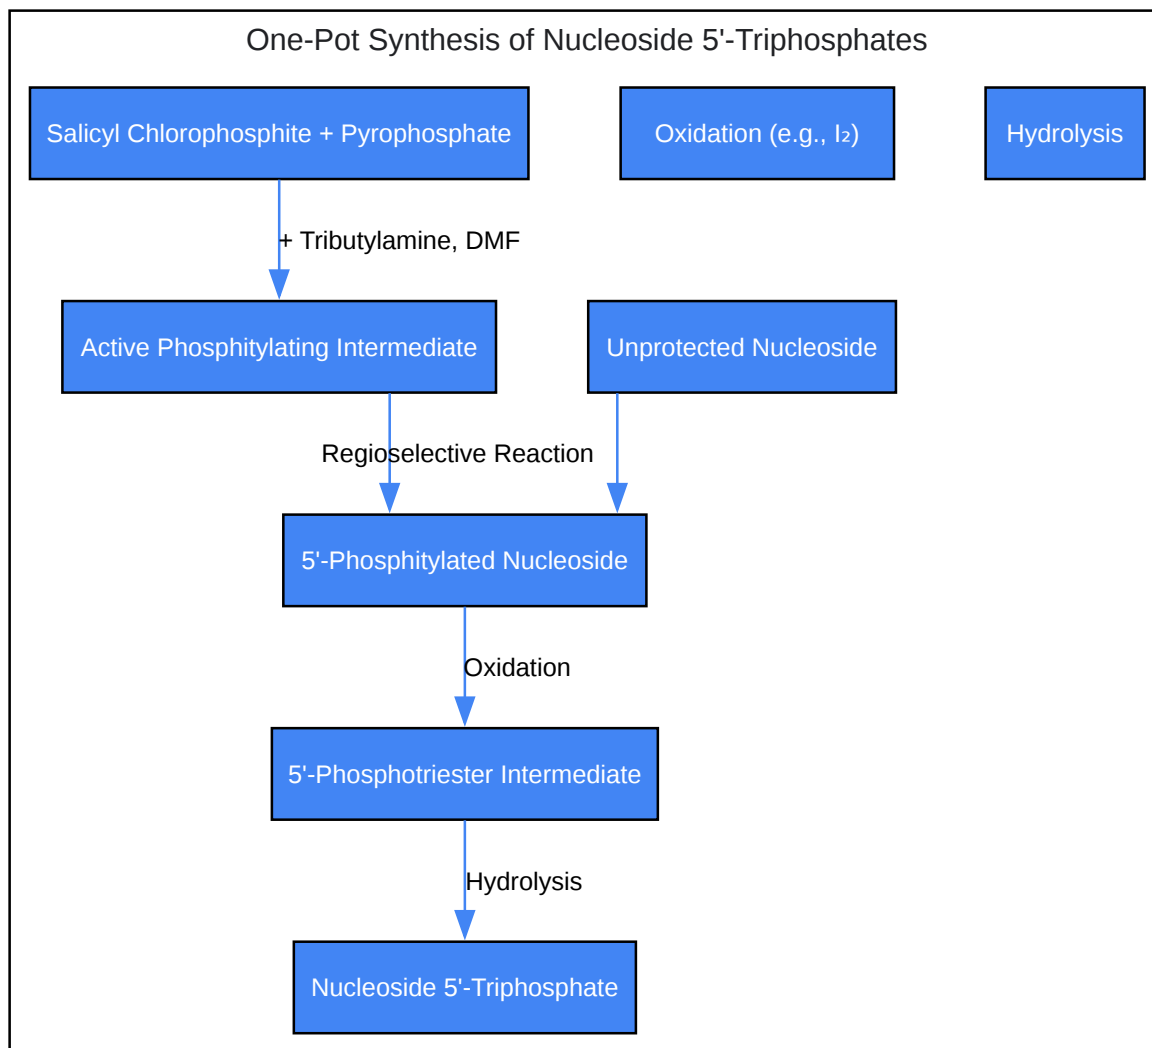 One-Pot Synthesis of Nucleoside 5'-Triphosphates
Salicyl Chlorophosphite + Pyrophosphate
Oxidation (e.g., I₂)
Hydrolysis
+ Tributylamine, DMF
Active Phosphitylating Intermediate
Unprotected Nucleoside
Regioselective Reaction
5'-Phosphitylated Nucleoside
Oxidation
5'-Phosphotriester Intermediate
Hydrolysis
Nucleoside 5'-Triphosphate